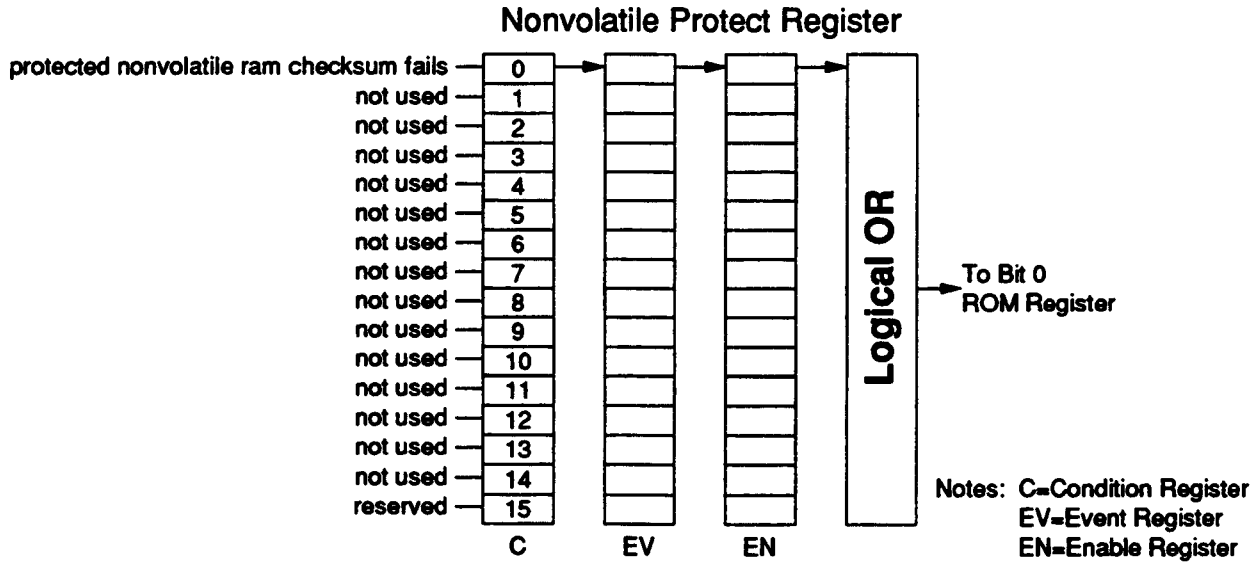 Nonvolatile Protect Register
protected nonvolatile ram checksum fails 0
not used 1
not used 2
not used 3
not used 4
not used 5
not used 6
not used 7
not used 8
not used 9
not used 10
not used 11
not used 12
not used 13
not used 14
reserved 15
C EV EN
Logical OR
To Bit 0
ROM Register
Notes: C=Condition Register
EV=Event Register
EN=Enable Register